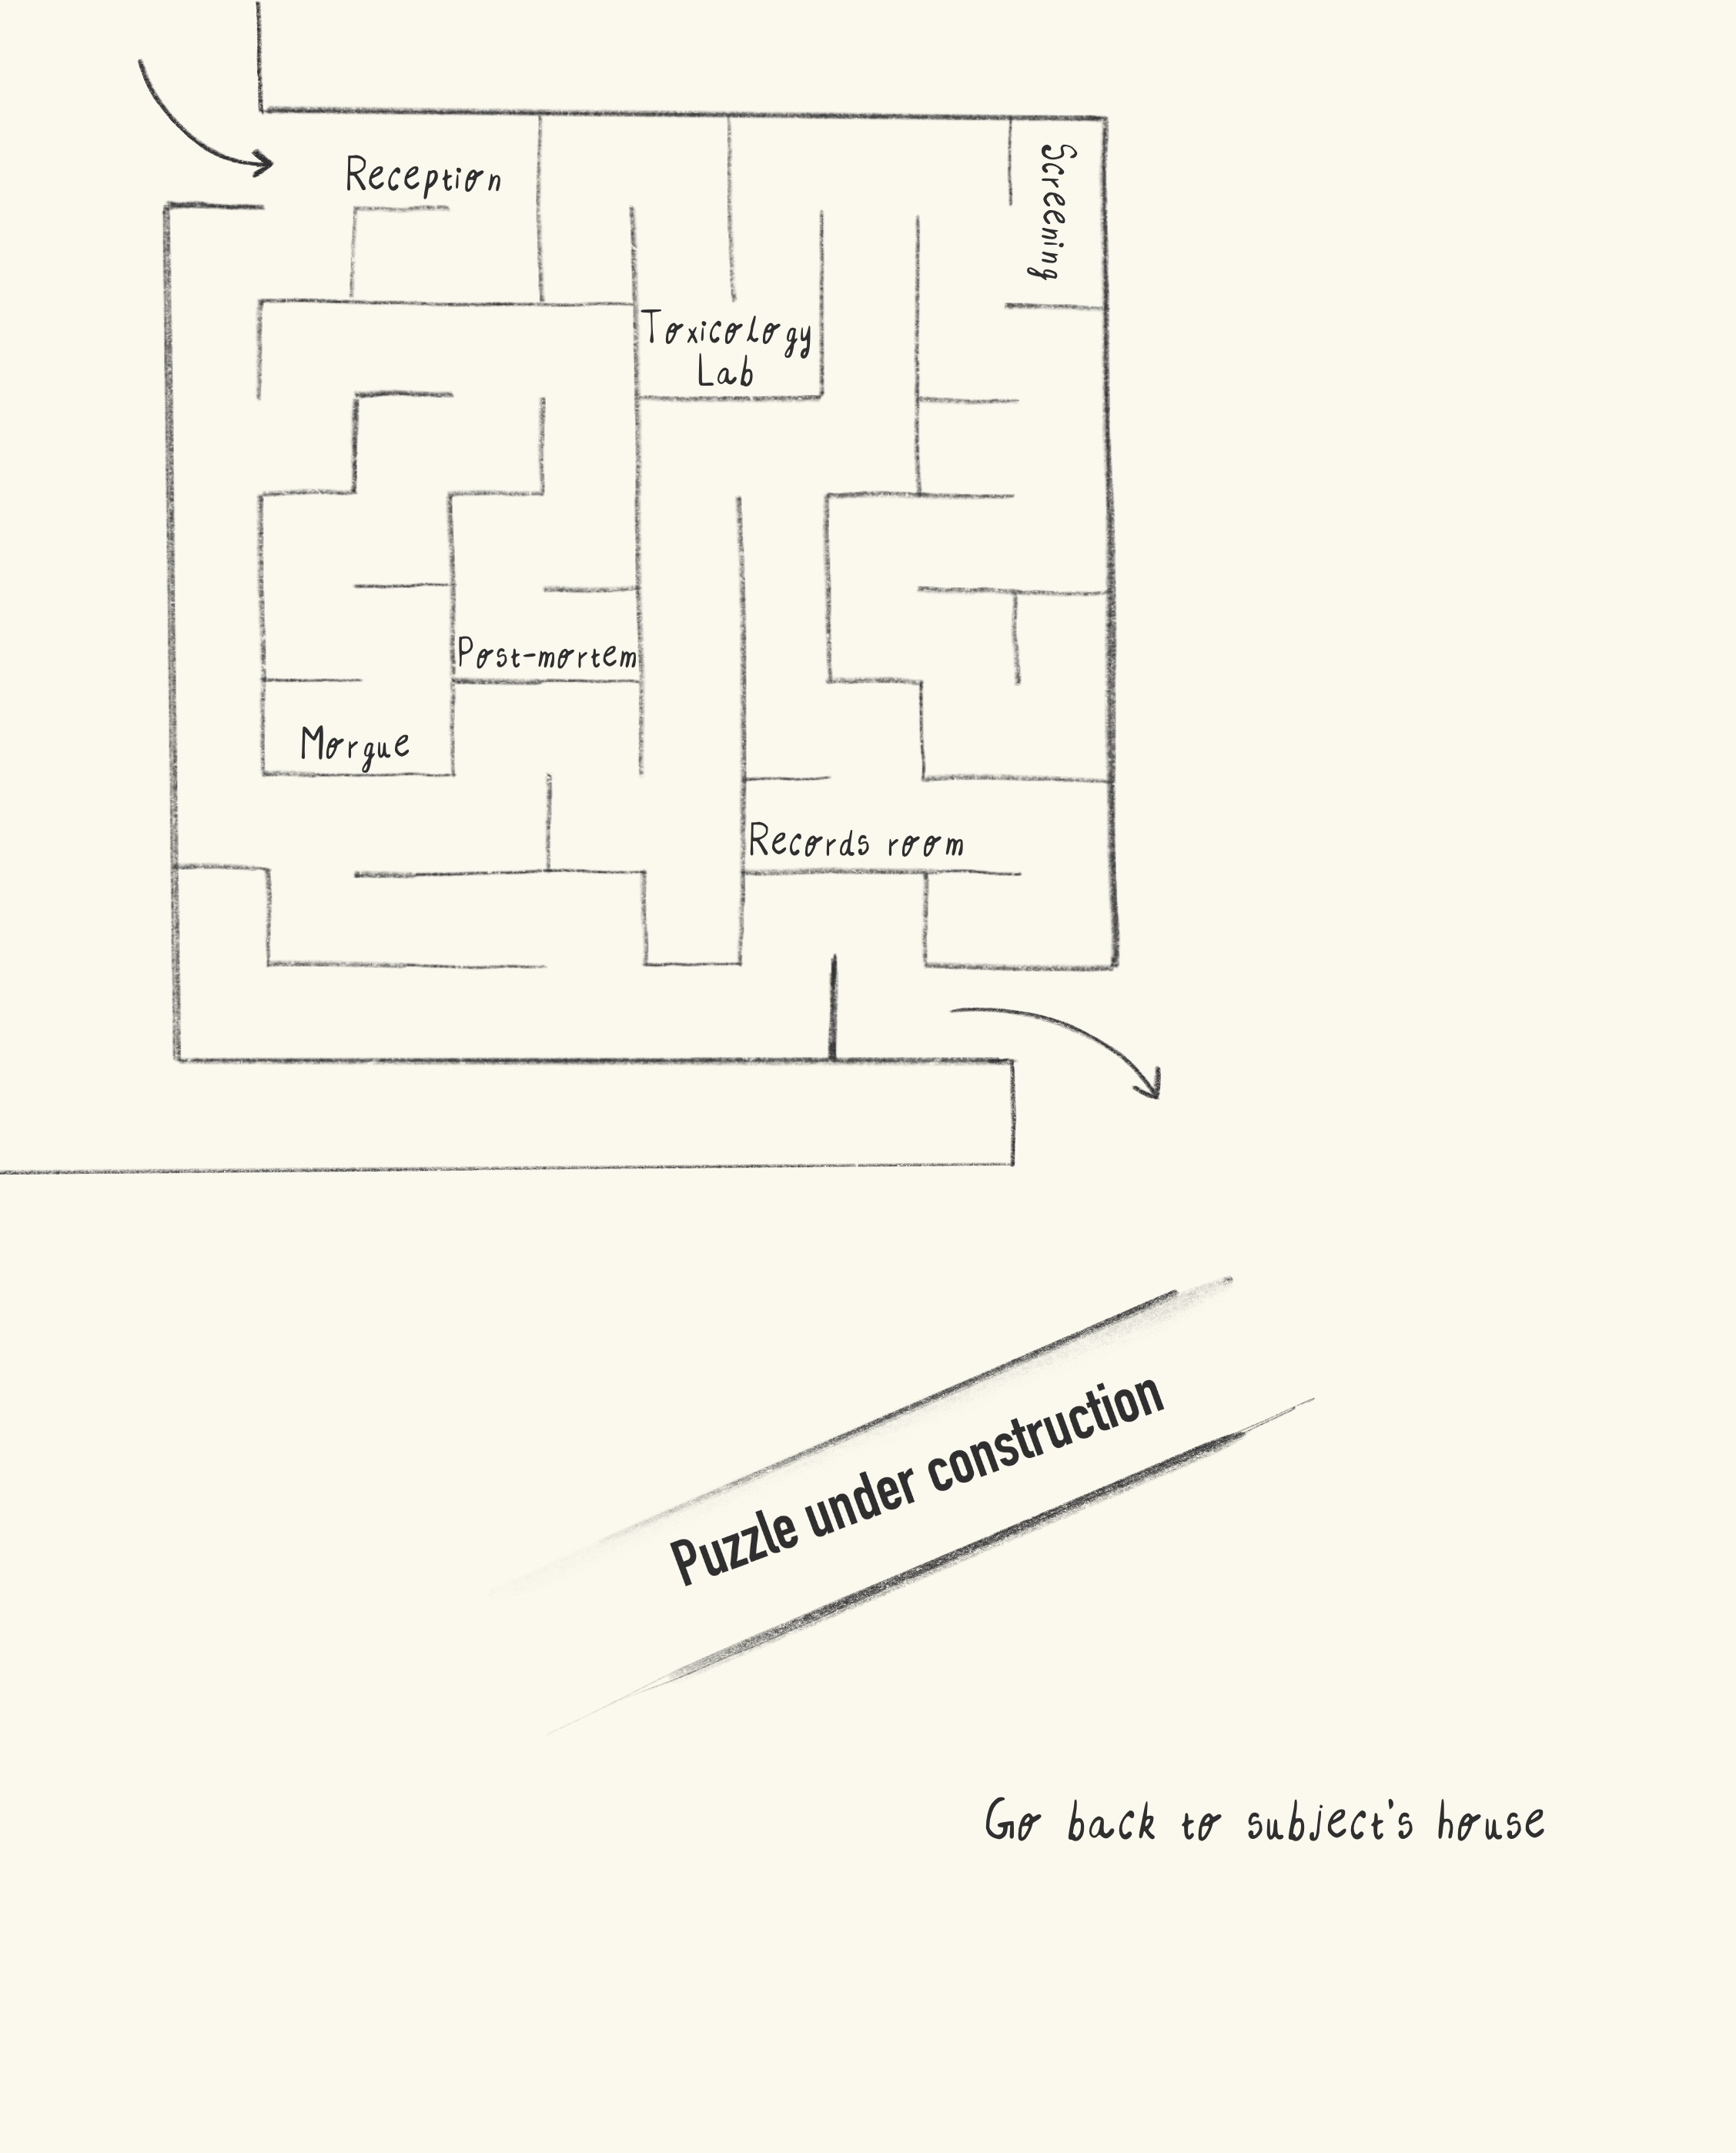 Reception
Screening
Toxicology
Lab
Post-mortem
Morgue
Records room
Puzzle under construction
Go back to subject's house